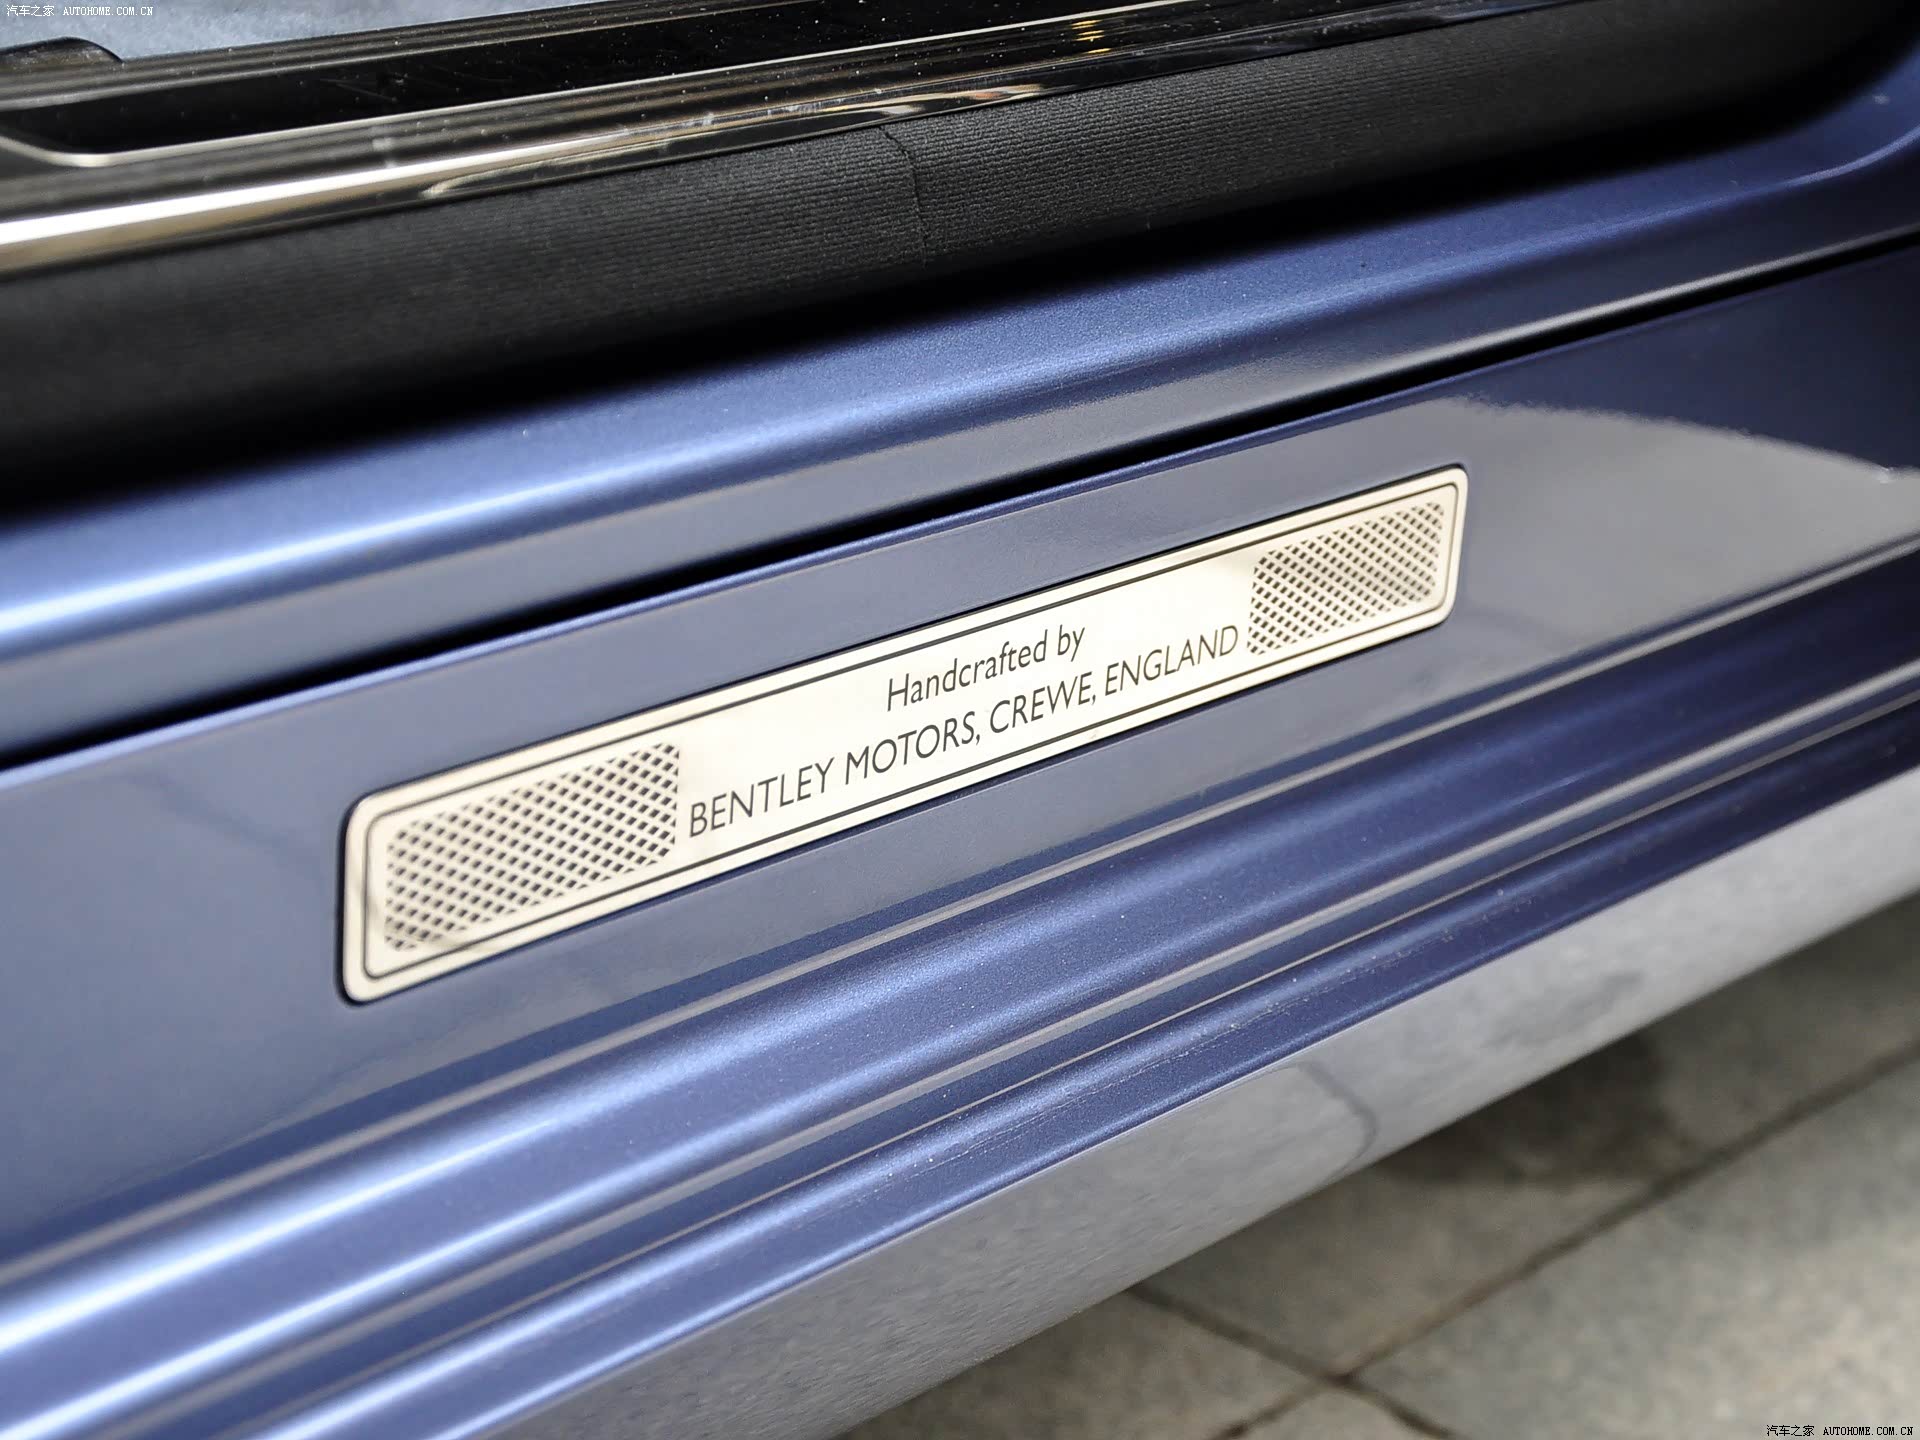 汽车之家 AUTOHOME.COM.CN
Handcrafted by
BENTLEY MOTORS, CREWE, ENGLAND
汽车之家 AUTOHOME.COM.CN